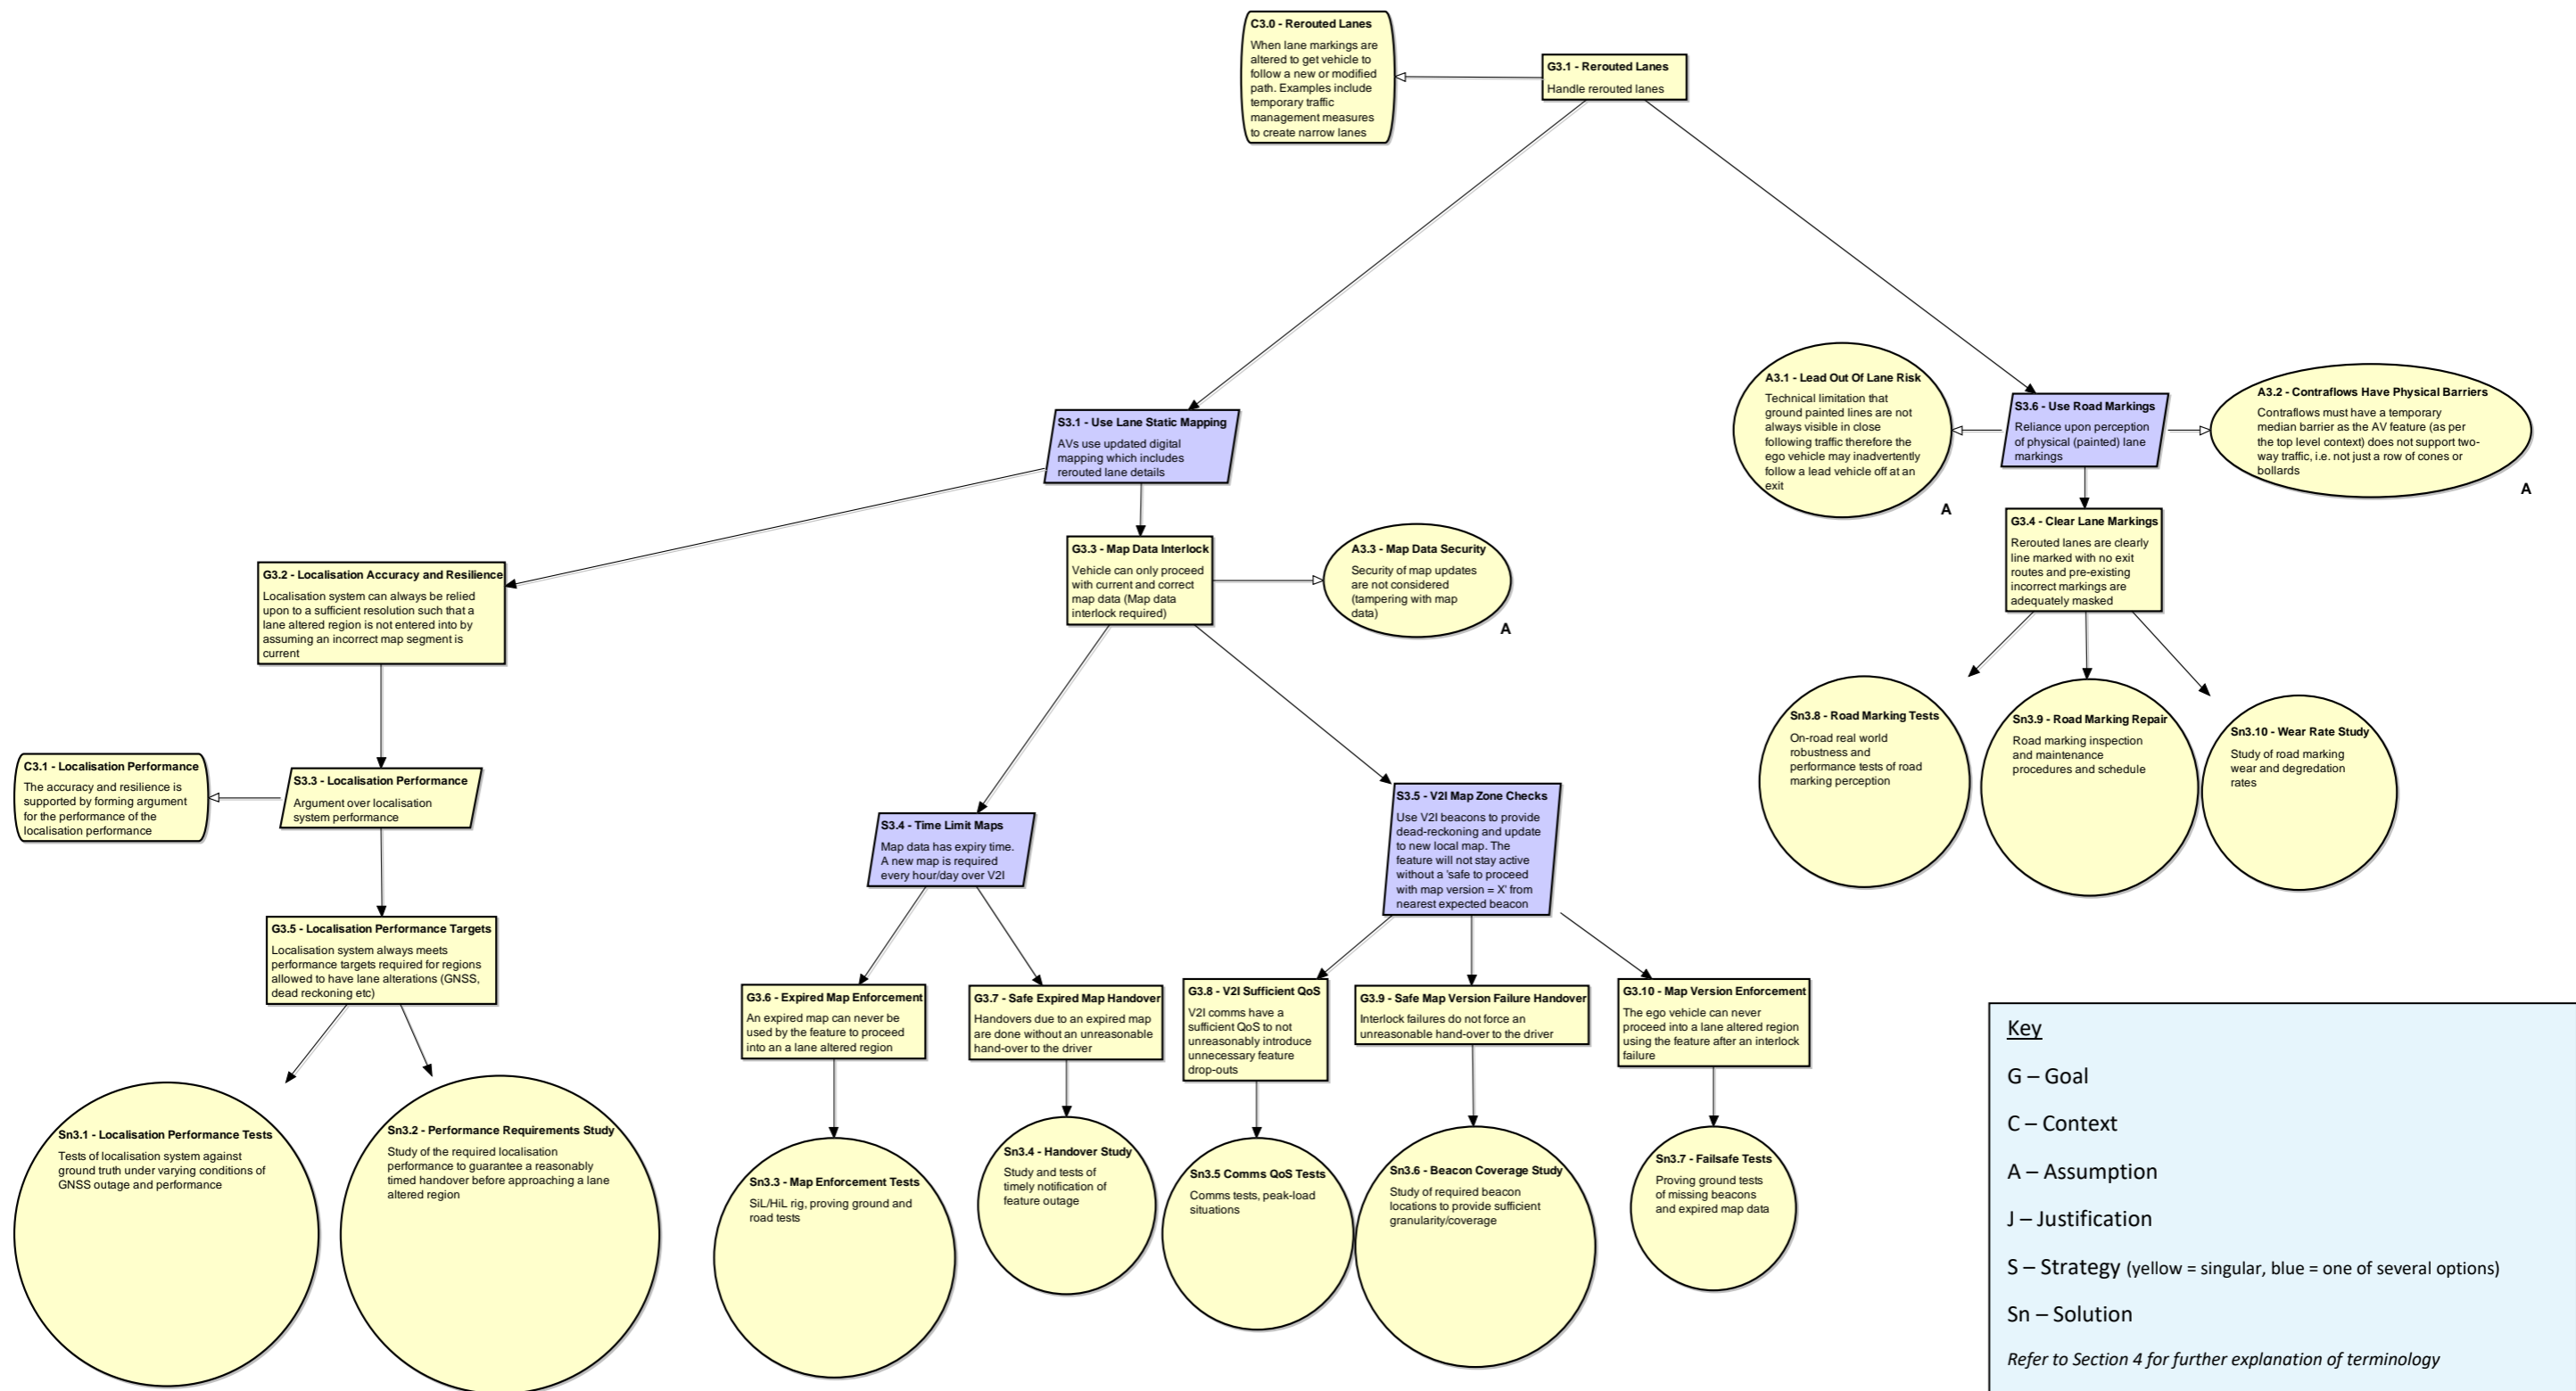 C3.0 - Rerouted Lanes
When lane markings are
altered to get vehicle to
follow a new or modified
path. Examples include
temporary traffic
management measures
to create narrow lanes
G3.1 - Rerouted Lanes
Handle rerouted lanes
S3.1 - Use Lane Static Mapping
AVs use updated digital
mapping which includes
rerouted lane details
A3.1 - Lead Out Of Lane Risk
Technical limitation that
ground painted lines are not
always visible in close
following traffic therefore the
ego vehicle may inadvertently
follow a lead vehicle off at an
exit
A
S3.6 - Use Road Markings
Reliance upon perception
of physical (painted) lane
markings
A3.2 - Contraflows Have Physical Barriers
Contraflows must have a temporary
median barrier as the AV feature (as per
the top level context) does not support two-
way traffic, i.e. not just a row of cones or
bollards
A
G3.2 - Localisation Accuracy and Resilience
Localisation system can always be relied
upon to a sufficient resolution such that a
lane altered region is not entered into by
assuming an incorrect map segment is
current
G3.3 - Map Data Interlock
Vehicle can only proceed
with current and correct
map data (Map data
interlock required)
A3.3 - Map Data Security
Security of map updates
are not considered
(tampering with map
data)
A
G3.4 - Clear Lane Markings
Rerouted lanes are clearly
line marked with no exit
routes and pre-existing
incorrect markings are
adequately masked
C3.1 - Localisation Performance
The accuracy and resilience is
supported by forming argument
for the performance of the
localisation performance
S3.3 - Localisation Performance
Argument over localisation
system performance
S3.4 - Time Limit Maps
Map data has expiry time.
A new map is required
every hour/day over V2I
S3.5 - V2I Map Zone Checks
Use V2I beacons to provide
dead-reckoning and update
to new local map. The
feature will not stay active
without a 'safe to proceed
with map version = X' from
nearest expected beacon
Sn3.8 - Road Marking Tests
On-road real world
robustness and
performance tests of road
marking perception
Sn3.9 - Road Marking Repair
Road marking inspection
and maintenance
procedures and schedule
Sn3.10 - Wear Rate Study
Study of road marking
wear and degredation
rates
G3.5 - Localisation Performance Targets
Localisation system always meets
performance targets required for regions
allowed to have lane alterations (GNSS,
dead reckoning etc)
G3.6 - Expired Map Enforcement
An expired map can never be
used by the feature to proceed
into an a lane altered region
G3.7 - Safe Expired Map Handover
Handovers due to an expired map
are done without an unreasonable
hand-over to the driver
G3.8 - V2I Sufficient QoS
V2I comms have a
sufficient QoS to not
unreasonably introduce
unnecessary feature
drop-outs
G3.9 - Safe Map Version Failure Handover
Interlock failures do not force an
unreasonable hand-over to the driver
G3.10 - Map Version Enforcement
The ego vehicle can never
proceed into a lane altered region
using the feature after an interlock
failure
Sn3.1 - Localisation Performance Tests
Tests of localisation system against
ground truth under varying conditions of
GNSS outage and performance
Sn3.2 - Performance Requirements Study
Study of the required localisation
performance to guarantee a reasonably
timed handover before approaching a lane
altered region
Sn3.3 - Map Enforcement Tests
SiL/HiL rig, proving ground and
road tests
Sn3.4 - Handover Study
Study and tests of
timely notification of
feature outage
Sn3.5 Comms QoS Tests
Comms tests, peak-load
situations
Sn3.6 - Beacon Coverage Study
Study of required beacon
locations to provide sufficient
granularity/coverage
Sn3.7 - Failsafe Tests
Proving ground tests
of missing beacons
and expired map data
Key
G – Goal
C – Context
A – Assumption
J – Justification
S – Strategy (yellow = singular, blue = one of several options)
Sn – Solution
Refer to Section 4 for further explanation of terminology